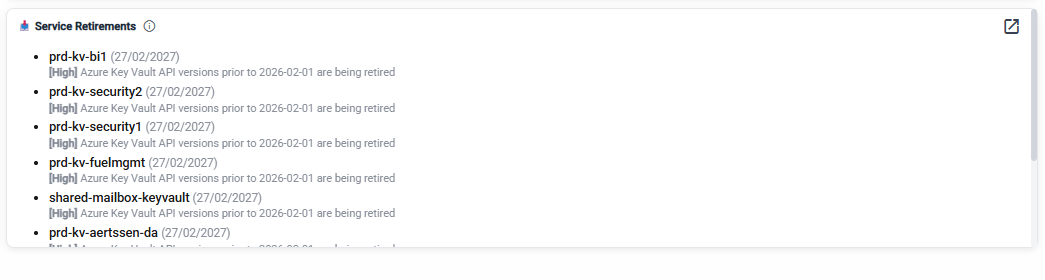 Service Retirements
prd-kv-bi1 (27/02/2027)
[High] Azure Key Vault API versions prior to 2026-02-01 are being retired
prd-kv-security2 (27/02/2027)
[High] Azure Key Vault API versions prior to 2026-02-01 are being retired
prd-kv-security1 (27/02/2027)
[High] Azure Key Vault API versions prior to 2026-02-01 are being retired
prd-kv-fuelmgmt (27/02/2027)
[High] Azure Key Vault API versions prior to 2026-02-01 are being retired
shared-mailbox-keyvault (27/02/2027)
[High] Azure Key Vault API versions prior to 2026-02-01 are being retired
prd-kv-aertssen-da (27/02/2027)